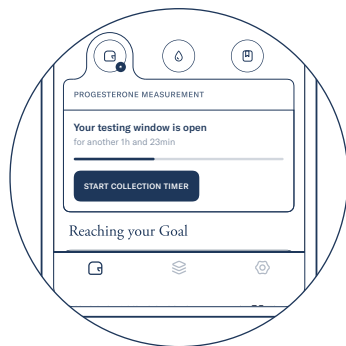 PROGESTERONE MEASUREMENT
Your testing window is open
for another 1h and 23min
START COLLECTION TIMER
Reaching your Goal